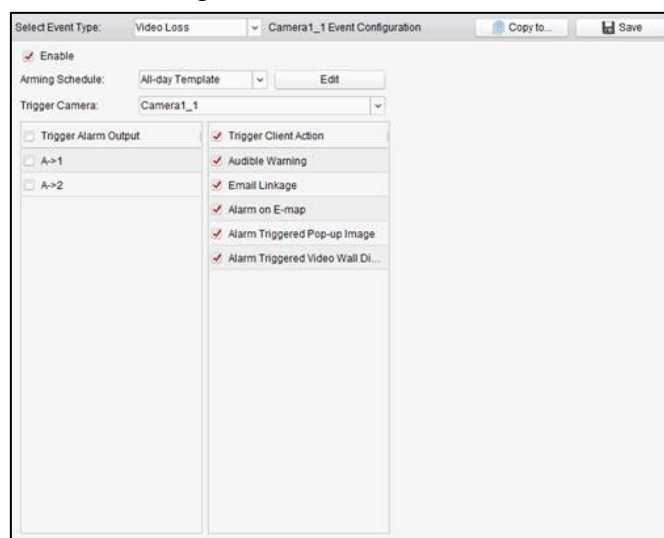 Select Event Type: Video Loss Camera1_1 Event Configuration Copy to... Save
Enable
Arming Schedule: All-day Template Edit
Trigger Camera: Camera1_1
Trigger Alarm Output Trigger Client Action
A->1 Audible Warning
A->2 Email Linkage
Alarm on E-map
Alarm Triggered Pop-up Image
Alarm Triggered Video Wall Di...